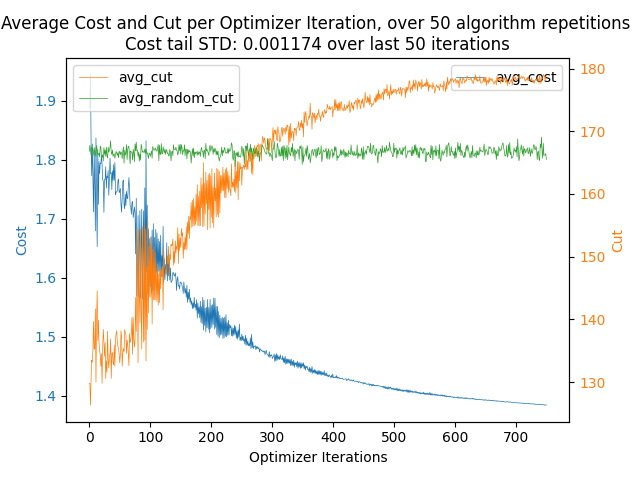 Average Cost and Cut per Optimizer Iteration, over 50 algorithm repetitions
Cost tail STD: 0.001174 over last 50 iterations
avg_cut
avg_random_cut
avg_cost
1.9
1.8
1.7
1.6
1.5
1.4
Cost
180
170
160
150
140
130
Cut
0 100 200 300 400 500 600 700
Optimizer Iterations